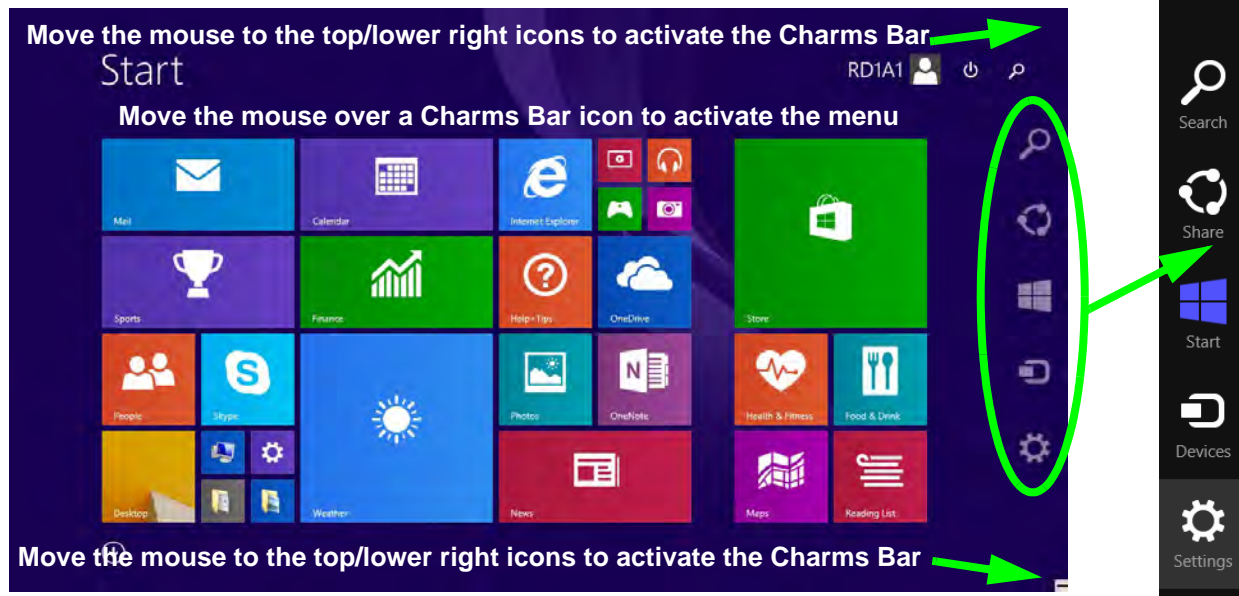 Move the mouse to the top/lower right icons to activate the Charms Bar
Start
RD1A1
Move the mouse over a Charms Bar icon to activate the menu
Mail
Calendar
Internet Explorer
Store
Sports
Finance
Help+Tips
OneDrive
People
Skype
Weather
Photos
OneNote
Health & Fitness
Food & Drink
Desktop
News
Maps
Reading List
Move the mouse to the top/lower right icons to activate the Charms Bar
Search
Share
Start
Devices
Settings